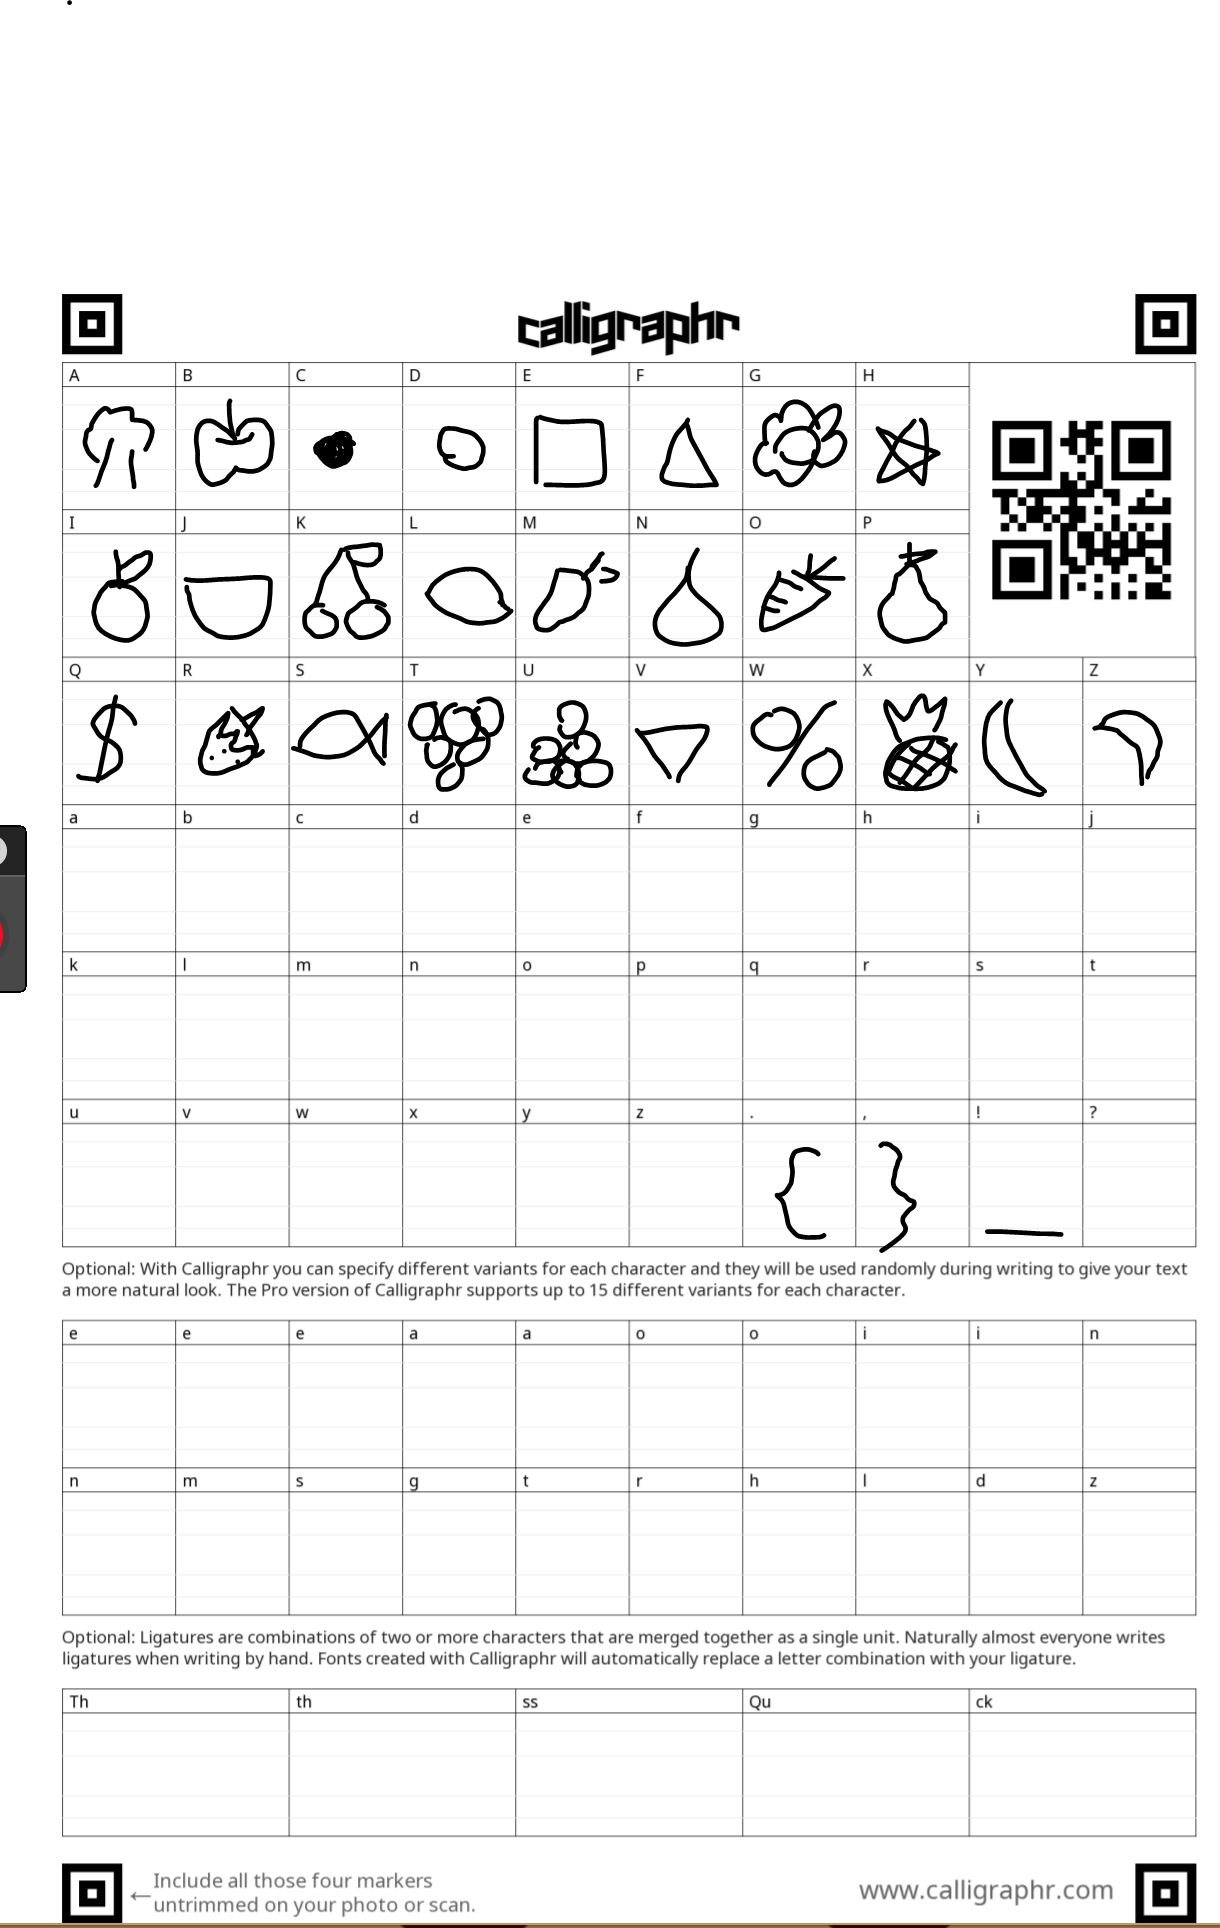 calligraphr
A B C D E F G H
I J K L M N O P
Q R S T U V W X Y Z
$ %
a b c d e f g h i j
k l m n o p q r s t
u v w x y z . , ! ?
{ } _
Optional: With Calligraphr you can specify different variants for each character and they will be used randomly during writing to give your text
a more natural look. The Pro version of Calligraphr supports up to 15 different variants for each character.
e e e a a o o i i n
n m s g t r h l d z
Optional: Ligatures are combinations of two or more characters that are merged together as a single unit. Naturally almost everyone writes
ligatures when writing by hand. Fonts created with Calligraphr will automatically replace a letter combination with your ligature.
Th th ss Qu ck
←Include all those four markers
untrimmed on your photo or scan.
www.calligraphr.com